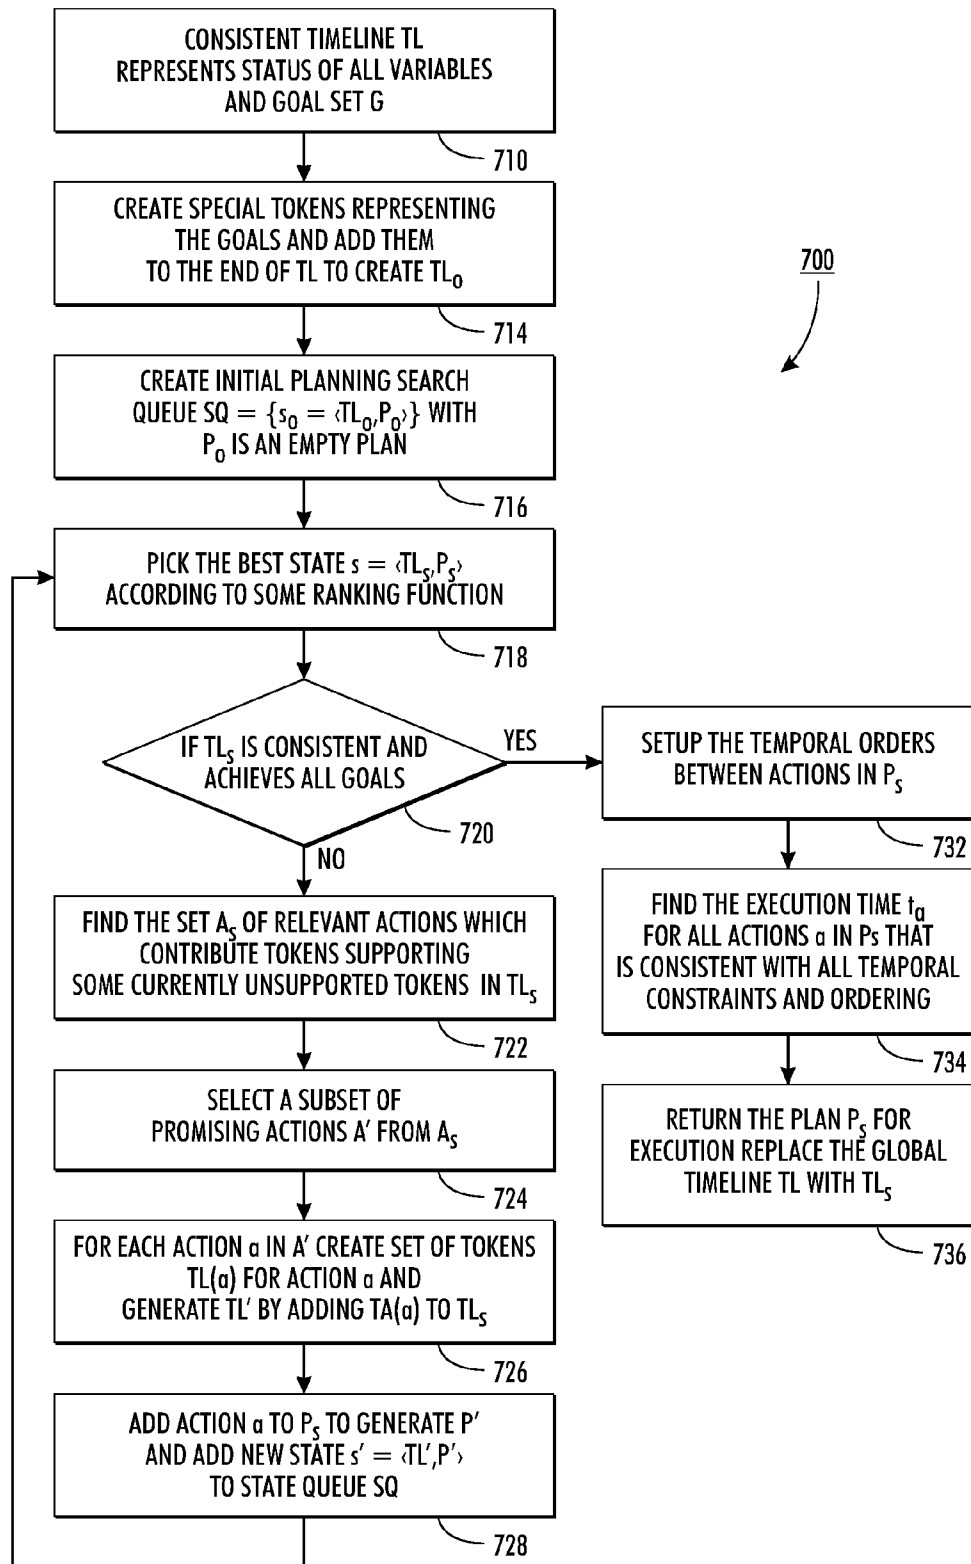 CONSISTENT TIMELINE TL
REPRESENTS STATUS OF ALL VARIABLES
AND GOAL SET G
710
CREATE SPECIAL TOKENS REPRESENTING
THE GOALS AND ADD THEM
TO THE END OF TL TO CREATE TL₀
714
700
CREATE INITIAL PLANNING SEARCH
QUEUE SQ = {s₀ = ‹TL₀,P₀›} WITH
P₀ IS AN EMPTY PLAN
716
PICK THE BEST STATE s = ‹TLₛ,Pₛ›
ACCORDING TO SOME RANKING FUNCTION
718
IF TLₛ IS CONSISTENT AND
ACHIEVES ALL GOALS
720
YES
NO
SETUP THE TEMPORAL ORDERS
BETWEEN ACTIONS IN Pₛ
732
FIND THE SET Aₛ OF RELEVANT ACTIONS WHICH
CONTRIBUTE TOKENS SUPPORTING
SOME CURRENTLY UNSUPPORTED TOKENS IN TLₛ
722
FIND THE EXECUTION TIME tₐ
FOR ALL ACTIONS a IN Ps THAT
IS CONSISTENT WITH ALL TEMPORAL
CONSTRAINTS AND ORDERING
734
SELECT A SUBSET OF
PROMISING ACTIONS A' FROM Aₛ
724
RETURN THE PLAN Pₛ FOR
EXECUTION REPLACE THE GLOBAL
TIMELINE TL WITH TLₛ
736
FOR EACH ACTION a IN A' CREATE SET OF TOKENS
TL(a) FOR ACTION a AND
GENERATE TL' BY ADDING TA(a) TO TLₛ
726
ADD ACTION a TO Pₛ TO GENERATE P'
AND ADD NEW STATE s' = ‹TL',P'›
TO STATE QUEUE SQ
728